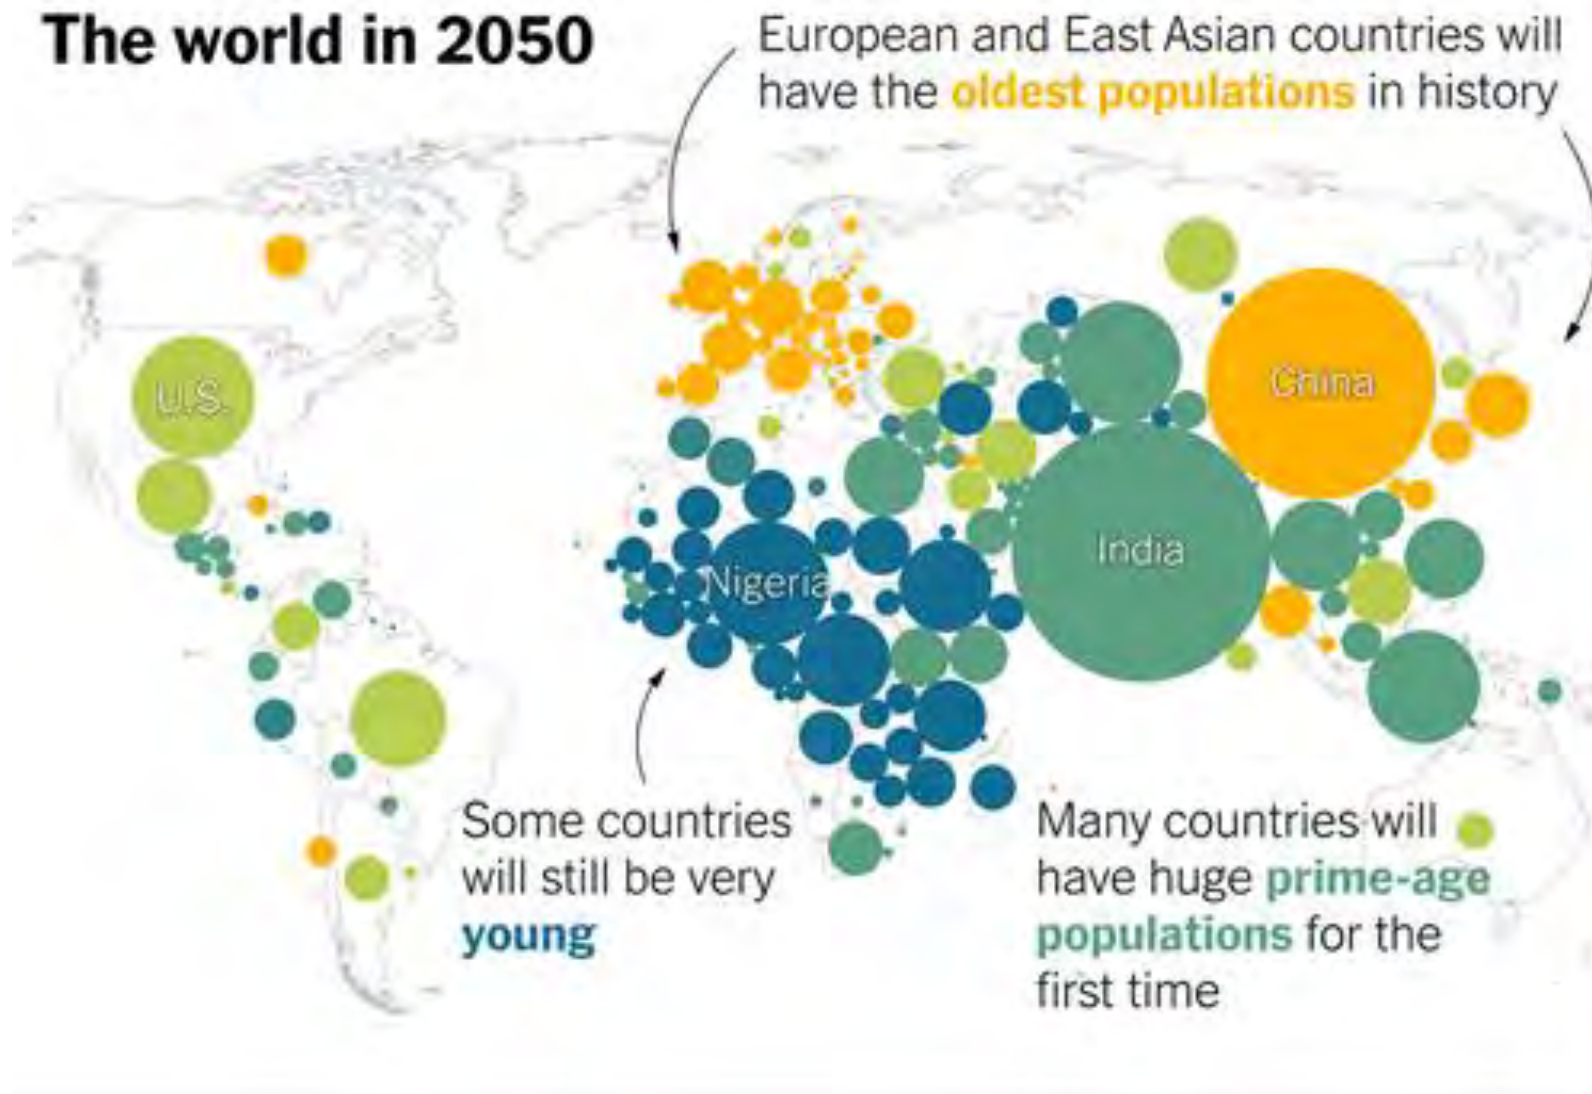 The world in 2050
European and East Asian countries will
have the oldest populations in history
U.S.
China
India
Nigeria
Some countries
will still be very
young
Many countries will
have huge prime-age
populations for the
first time